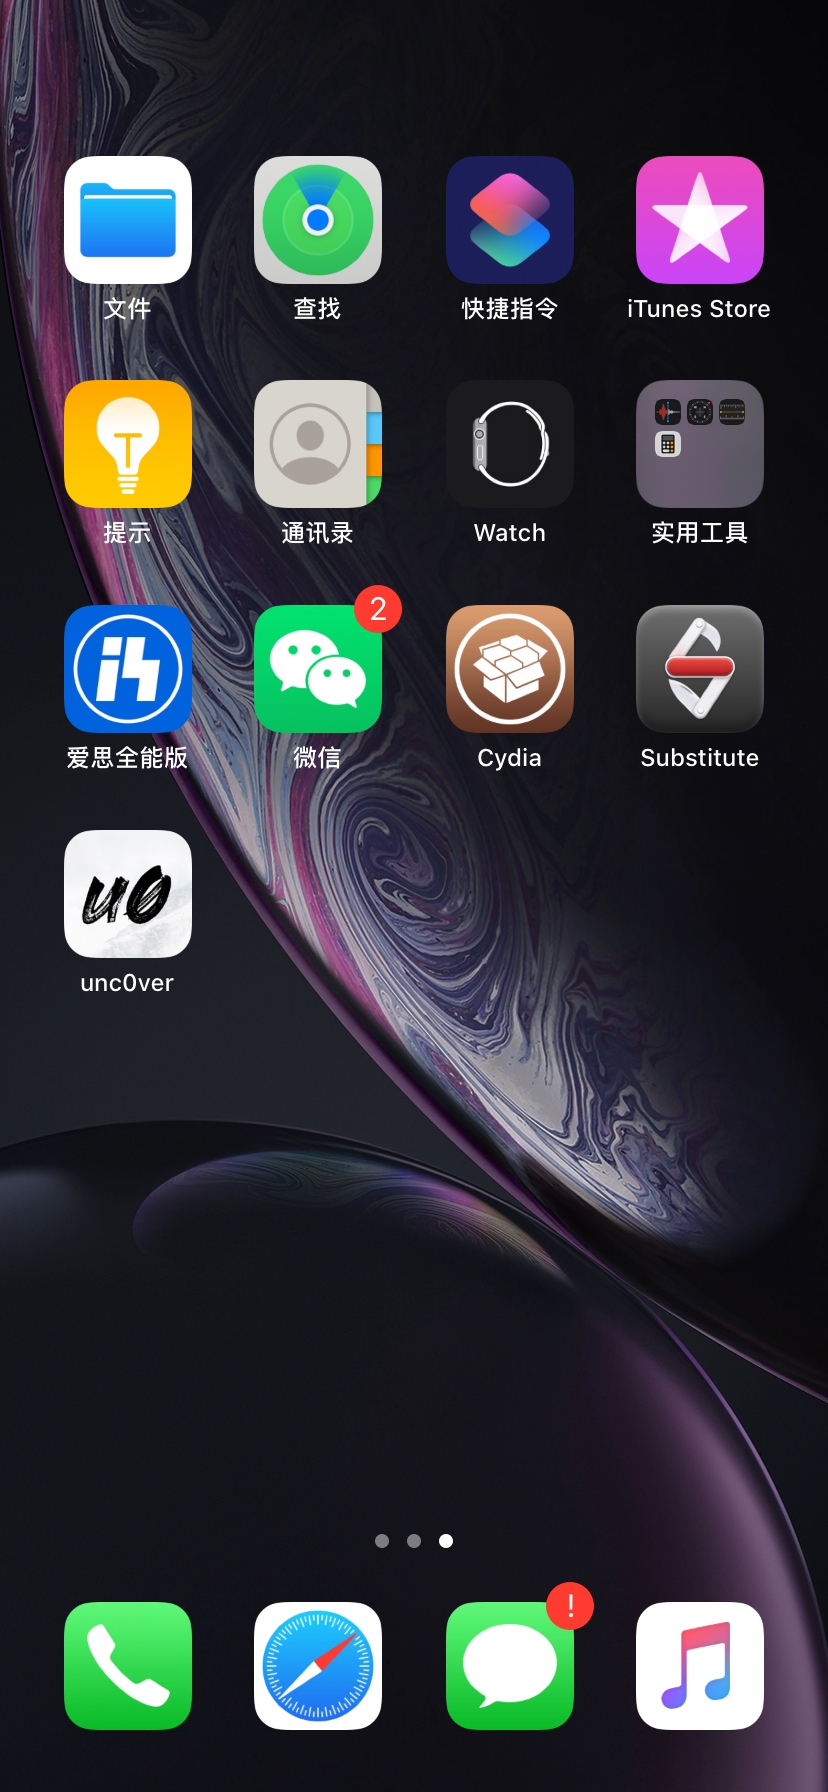 文件
查找
快捷指令
iTunes Store
提示
通讯录
Watch
实用工具
2
爱思全能版
微信
Cydia
Substitute
u0
unc0ver
!